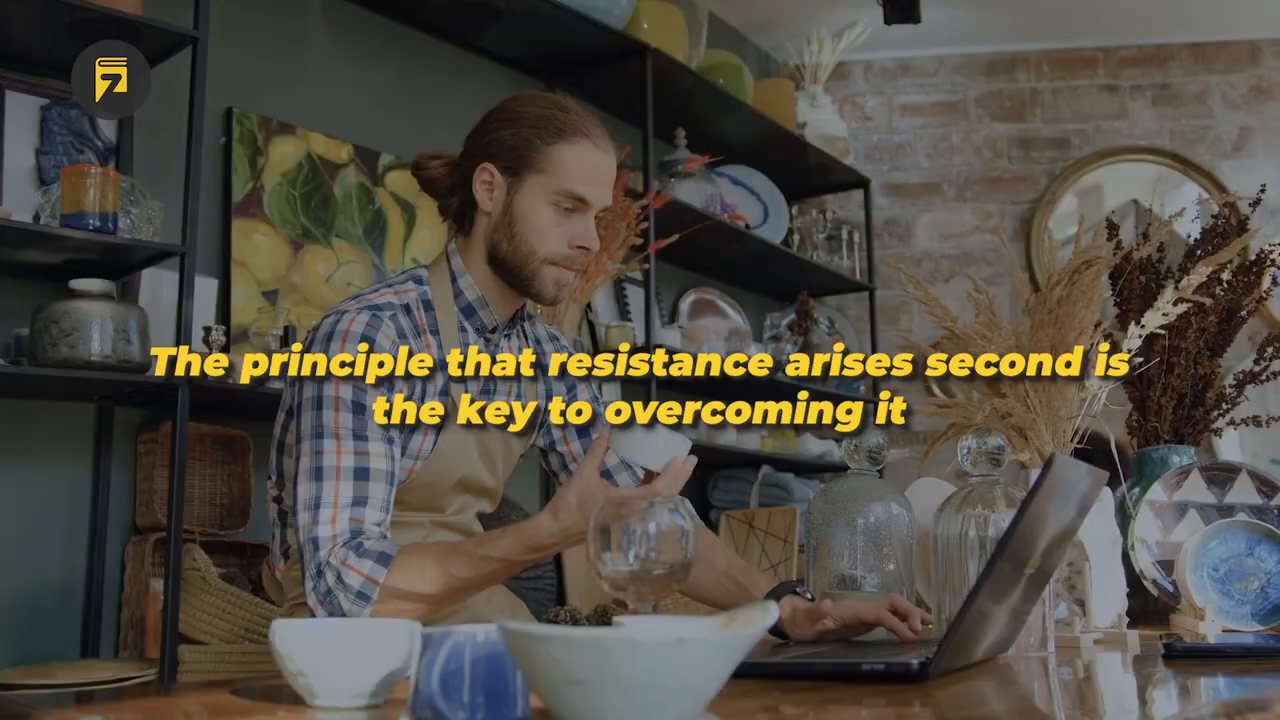 The principle that resistance arises second is
the key to overcoming it